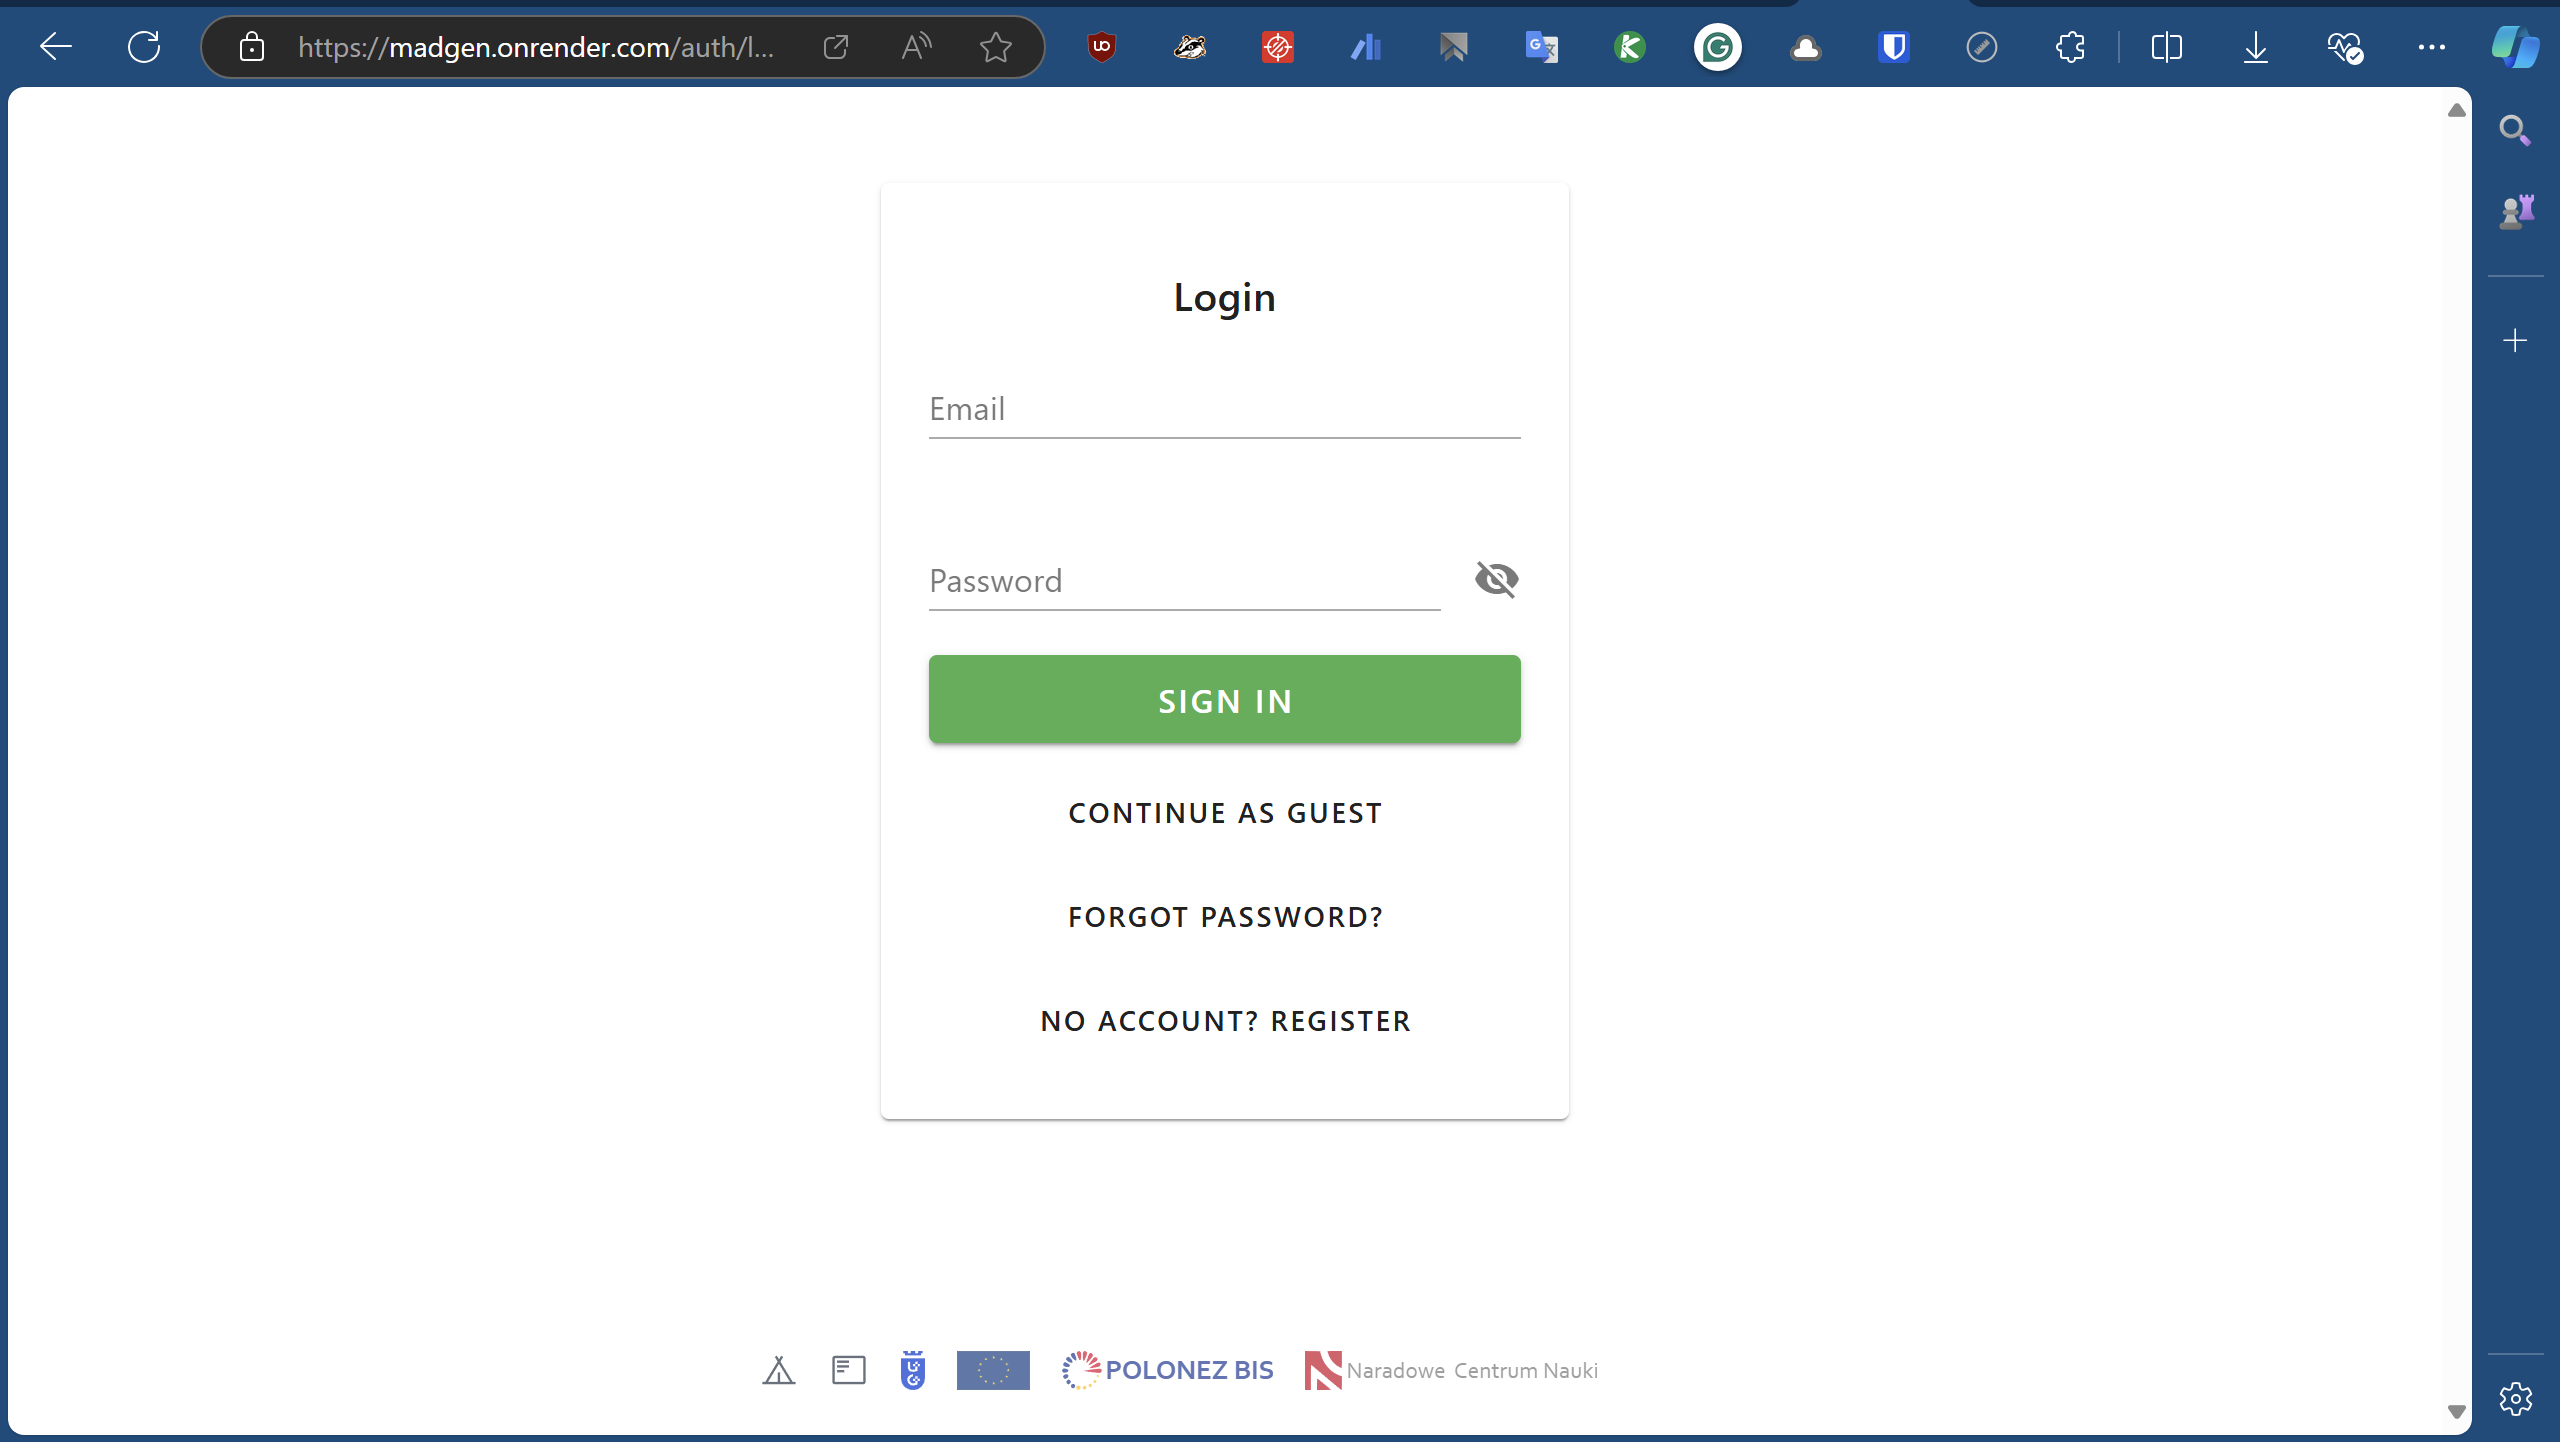 https://madgen.onrender.com/auth/l...
Login
Email
Password
SIGN IN
CONTINUE AS GUEST
FORGOT PASSWORD?
NO ACCOUNT? REGISTER
POLONEZ BIS
Naradowe Centrum Nauki